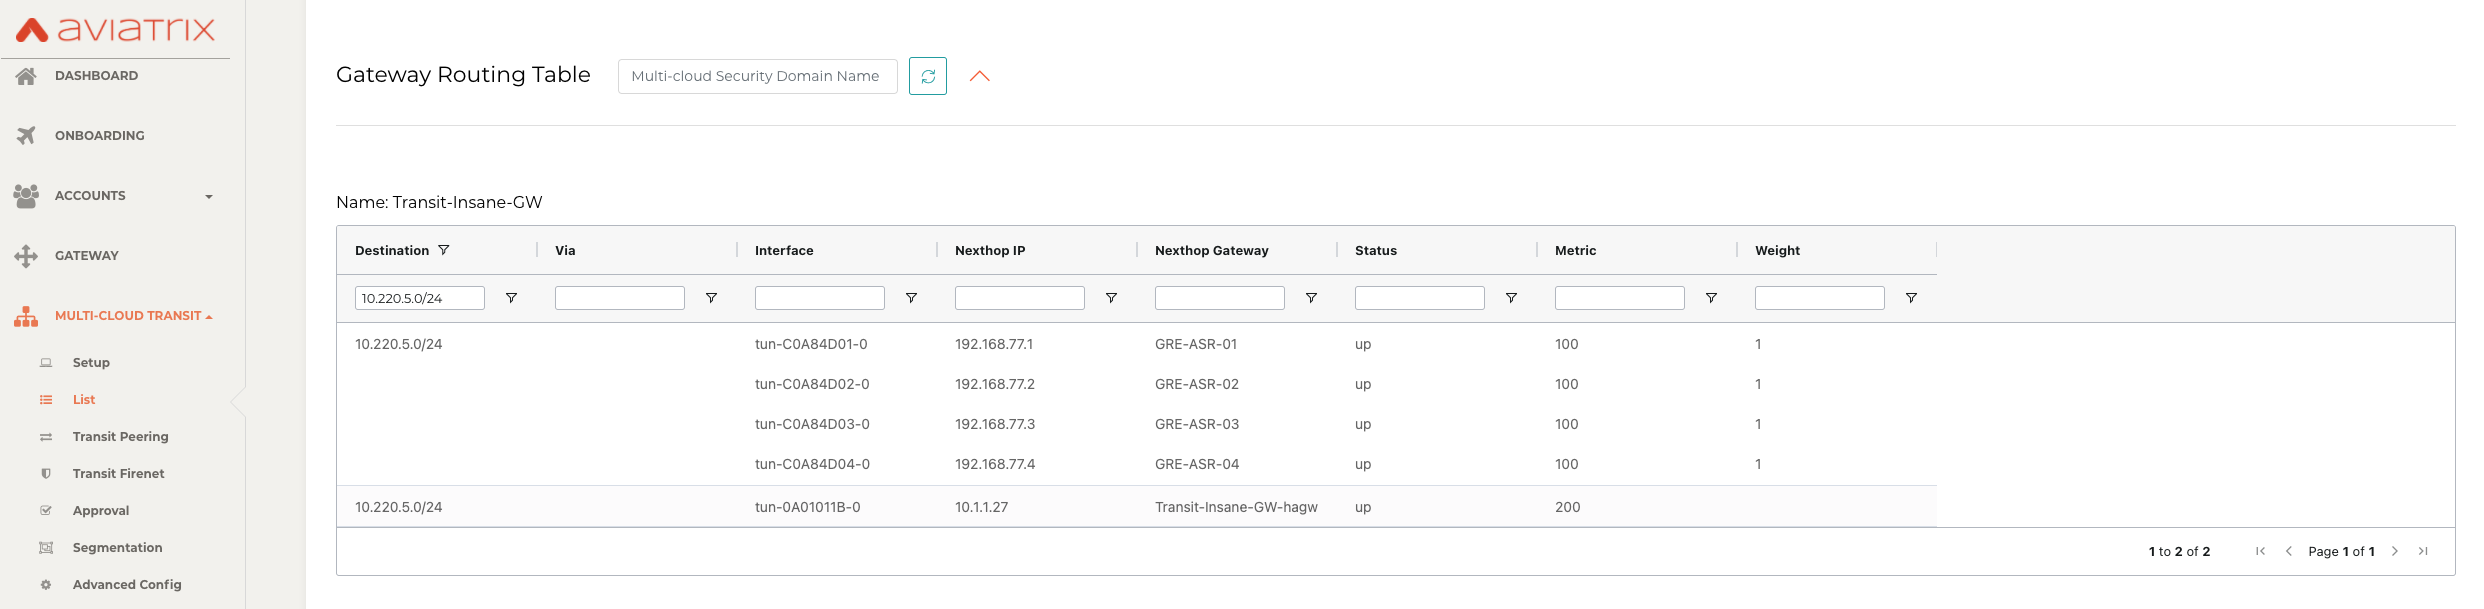 aviatrix
DASHBOARD
ONBOARDING
ACCOUNTS
GATEWAY
MULTI-CLOUD TRANSIT
Setup
List
Transit Peering
Transit Firenet
Approval
Segmentation
Advanced Config
Gateway Routing Table Multi-cloud Security Domain Name
Name: Transit-Insane-GW
Destination Via Interface Nexthop IP Nexthop Gateway Status Metric Weight
10.220.5.0/24
10.220.5.0/24 tun-C0A84D01-0 192.168.77.1 GRE-ASR-01 up 100 1
tun-C0A84D02-0 192.168.77.2 GRE-ASR-02 up 100 1
tun-C0A84D03-0 192.168.77.3 GRE-ASR-03 up 100 1
tun-C0A84D04-0 192.168.77.4 GRE-ASR-04 up 100 1
10.220.5.0/24 tun-0A01011B-0 10.1.1.27 Transit-Insane-GW-hagw up 200
1 to 2 of 2 Page 1 of 1